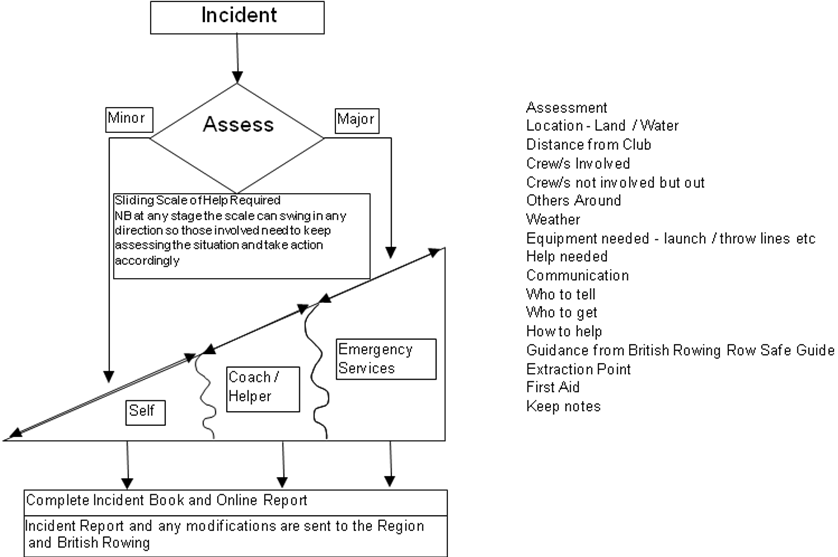 Incident
Minor
Assess
Major
Sliding Scale of Help Required
NB at any stage the scale can swing in any
direction so those involved need to keep
assessing the situation and take action
accordingly
Emergency
Services
Coach /
Helper
Self
Complete Incident Book and Online Report
Incident Report and any modifications are sent to the Region
and British Rowing
Assessment
Location - Land / Water
Distance from Club
Crew/s Involved
Crew/s not involved but out
Others Around
Weather
Equipment needed - launch / throw lines etc
Help needed
Communication
Who to tell
Who to get
How to help
Guidance from British Rowing Row Safe Guide
Extraction Point
First Aid
Keep notes